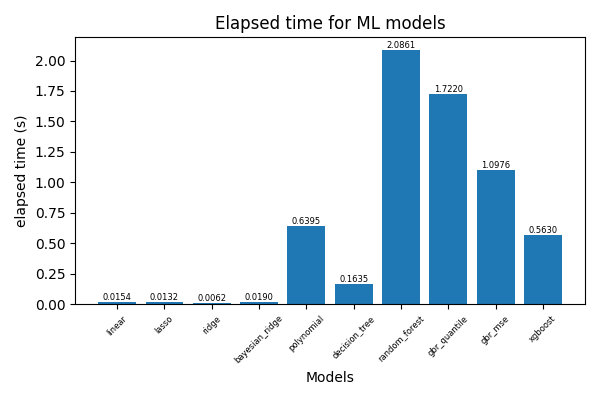 Elapsed time for ML models
elapsed time (s)
2.00
1.75
1.50
1.25
1.00
0.75
0.50
0.25
0.00
0.0154
0.0132
0.0062
0.0190
0.6395
0.1635
2.0861
1.7220
1.0976
0.5630
linear
lasso
ridge
bayesian_ridge
polynomial
decision_tree
random_forest
gbr_quantile
gbr_mse
xgboost
Models